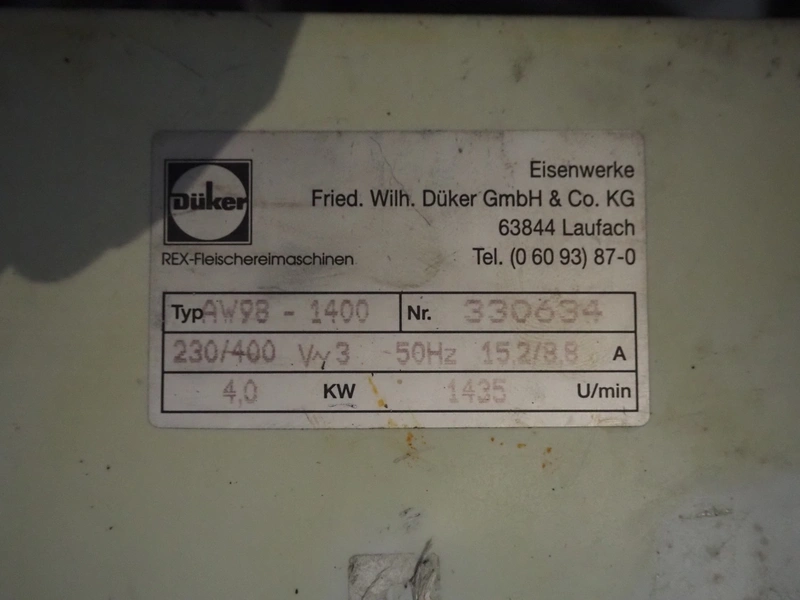 Düker
REX-Fleischereimaschinen
Eisenwerke
Fried. Wilh. Düker GmbH & Co. KG
63844 Laufach
Tel. (0 60 93) 87-0
Typ AW98 - 1400 Nr. 330634
230/400 V~3 50Hz 15,2/8,8 A
4,0 KW 1435 U/min